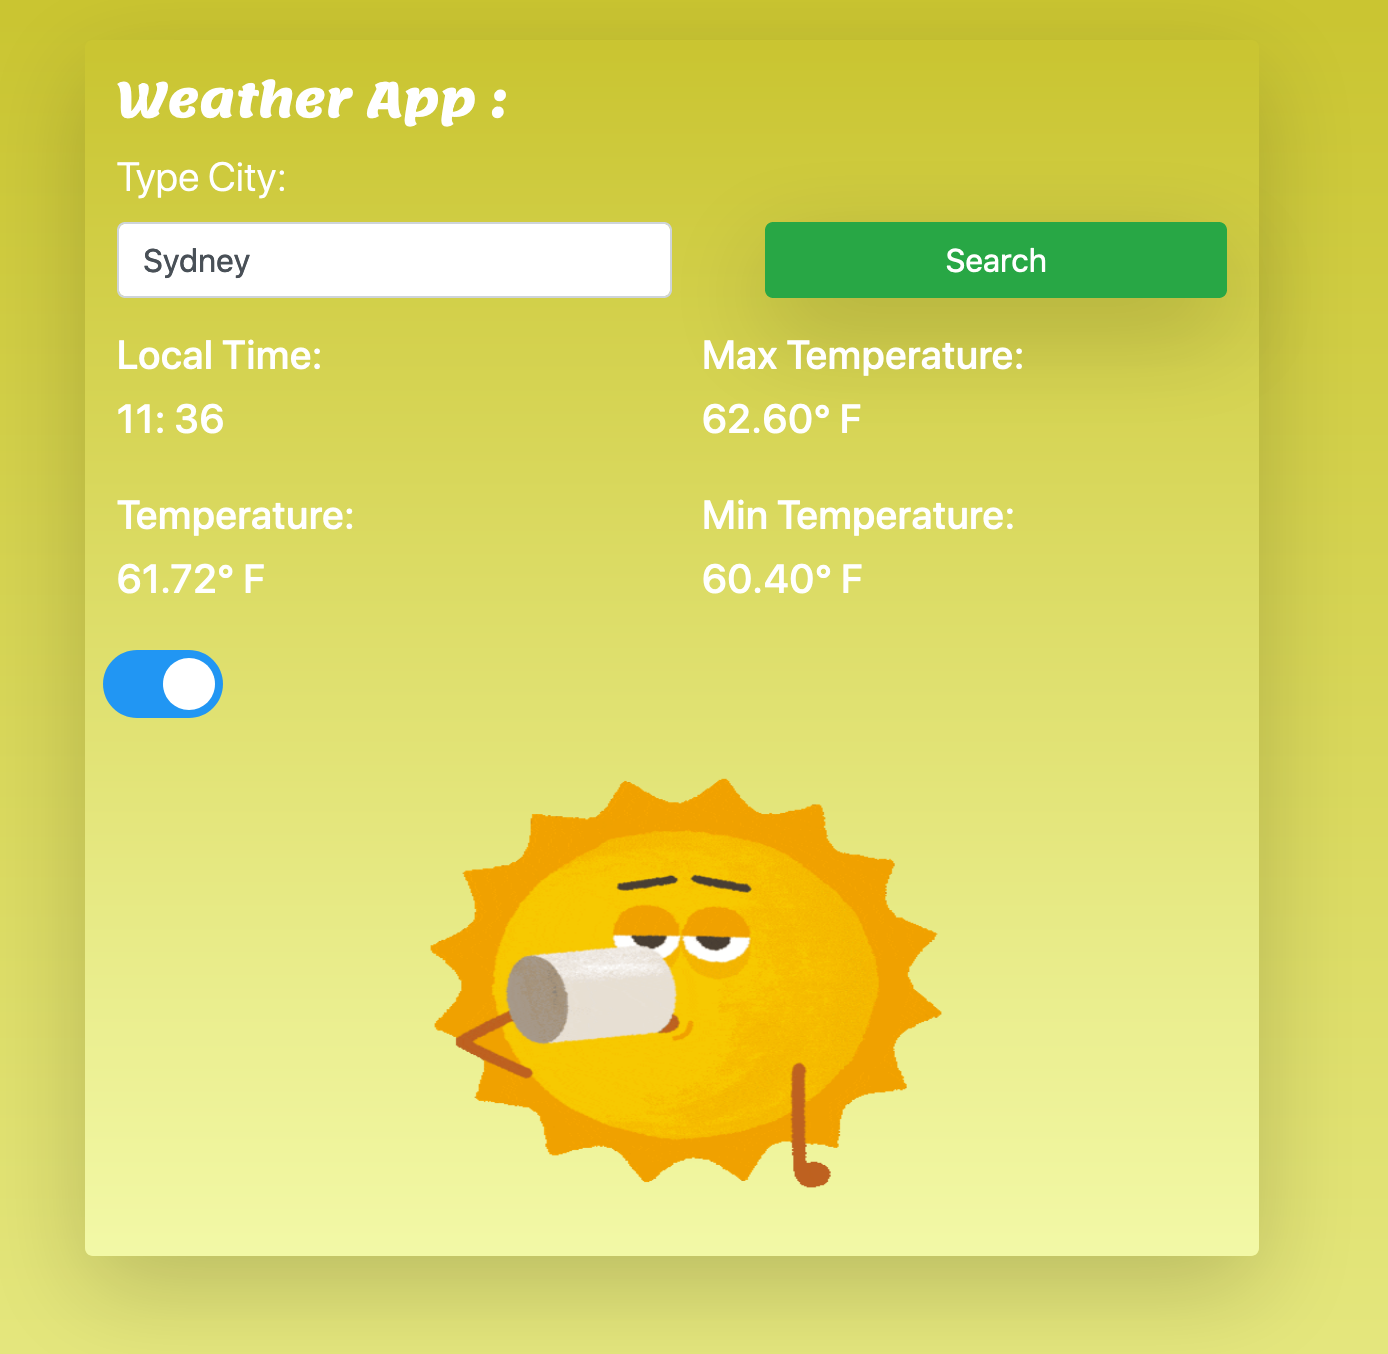 Weather App :
Type City:
Sydney
Search
Local Time:
11: 36
Max Temperature:
62.60° F
Temperature:
61.72° F
Min Temperature:
60.40° F